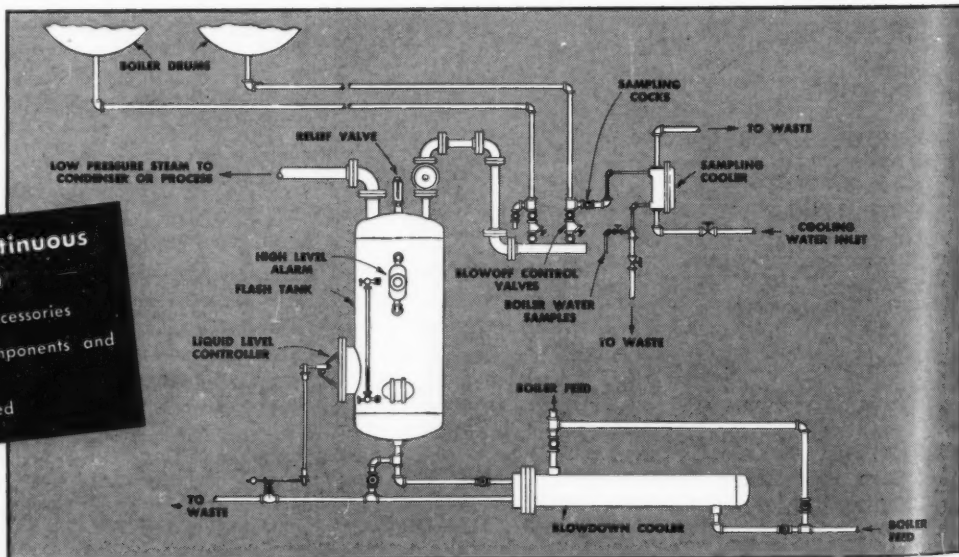 BOILER DRUMS
SAMPLING
COCKS
TO WASTE
RELIEF VALVE
SAMPLING
COOLER
LOW PRESSURE STEAM TO
CONDENSER OR PROCESS
COOLING
WATER INLET
HIGH LEVEL
ALARM
FLASH TANK
BLOWOFF CONTROL
VALVES
BOILER WATER
SAMPLES
TO WASTE
LIQUID LEVEL
CONTROLLER
BOILER FEED
TO
WASTE
BLOWDOWN COOLER
BOILER
FEED
tinuous
cessories
mponents and
ed